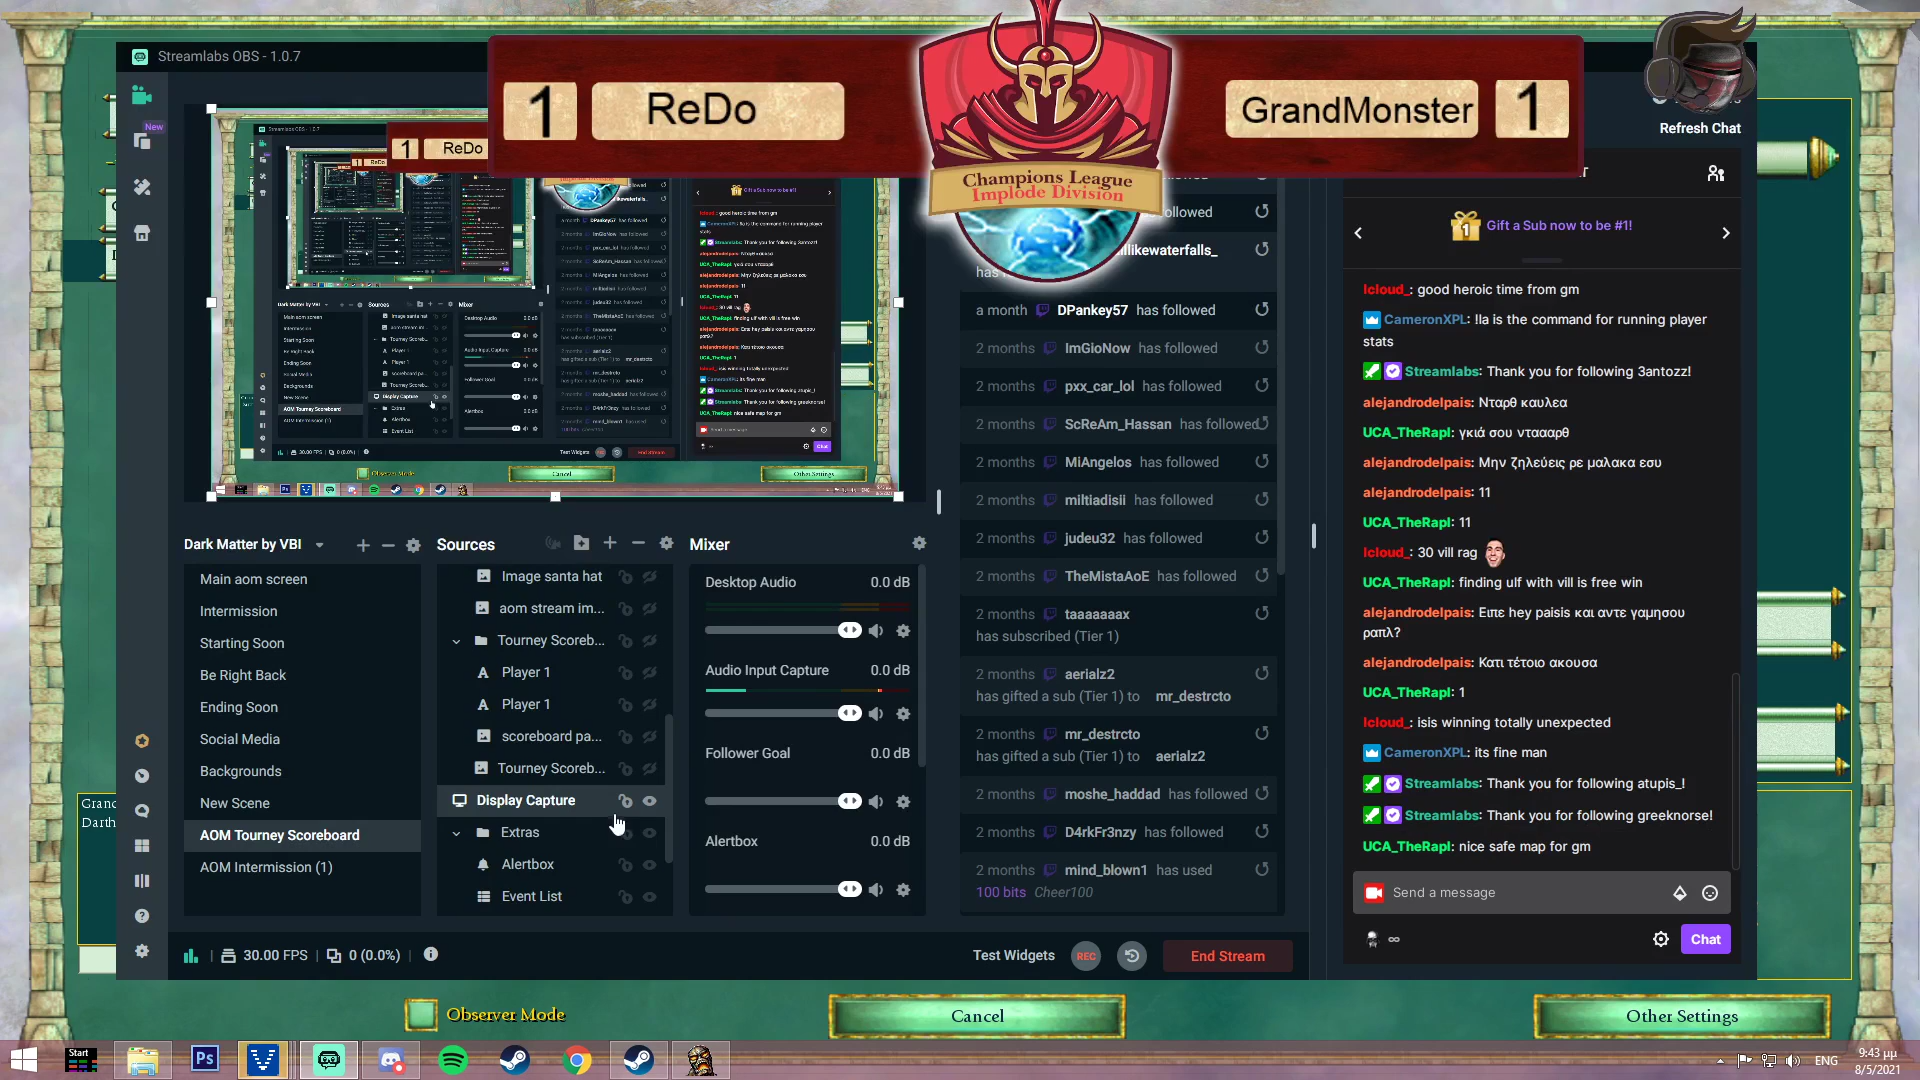 Streamlabs OBS - 1.0.7
1
ReDo
GrandMonster
1
Champions League
Implode Division
New
Refresh Chat
Gift a Sub now to be #1!
1
ReDo
followed
llikewaterfalls_
has
a month DPankey57 has followed
2 months ImGioNow has followed
2 months pxx_car_lol has followed
2 months ScReAm_Hassan has followed
2 months MiAngelos has followed
2 months miltiadisii has followed
2 months judeu32 has followed
2 months TheMistaAoE has followed
2 months taaaaaaax
has subscribed (Tier 1)
2 months aerialz2
has gifted a sub (Tier 1) to mr_destrcto
2 months mr_destrcto
has gifted a sub (Tier 1) to aerialz2
2 months moshe_haddad has followed
2 months D4rkFr3nzy has followed
2 months mind_blown1 has used
100 bits Cheer100
Icloud_: good heroic time from gm
CameronXPL: !la is the command for running player
stats
Streamlabs: Thank you for following 3antozz!
alejandrodelpais: Νταρθ καυλεα
UCA_TheRapl: γκιά σου ντααарθ
alejandrodelpais: Μην ζηλεύεις ρε μαλακα εσυ
alejandrodelpais: 11
UCA_TheRapl: 11
Icloud_: 30 vill rag
UCA_TheRapl: finding ulf with vill is free win
alejandrodelpais: Ειπε hey paisis και αντε γαμησου
ραπλ?
alejandrodelpais: Κατι τέτοιο ακουσα
UCA_TheRapl: 1
Icloud_: isis winning totally unexpected
CameronXPL: its fine man
Streamlabs: Thank you for following atupis_!
Streamlabs: Thank you for following greeknorse!
UCA_TheRapl: nice safe map for gm
Send a message
Chat
Dark Matter by VBI
Main aom screen
Intermission
Starting Soon
Be Right Back
Ending Soon
Social Media
Backgrounds
New Scene
AOM Tourney Scoreboard
AOM Intermission (1)
Sources
Image santa hat
aom stream im...
Tourney Scoreb...
Player 1
Player 1
scoreboard pa...
Tourney Scoreb...
Display Capture
Extras
Alertbox
Event List
Mixer
Desktop Audio 0.0 dB
Audio Input Capture 0.0 dB
Follower Goal 0.0 dB
Alertbox 0.0 dB
Granc
Darth
30.00 FPS
0 (0.0%)
Test Widgets
REC
End Stream
Observer Mode
Cancel
Other Settings
Start
Ps
ENG
9:43 μμ
8/5/2021